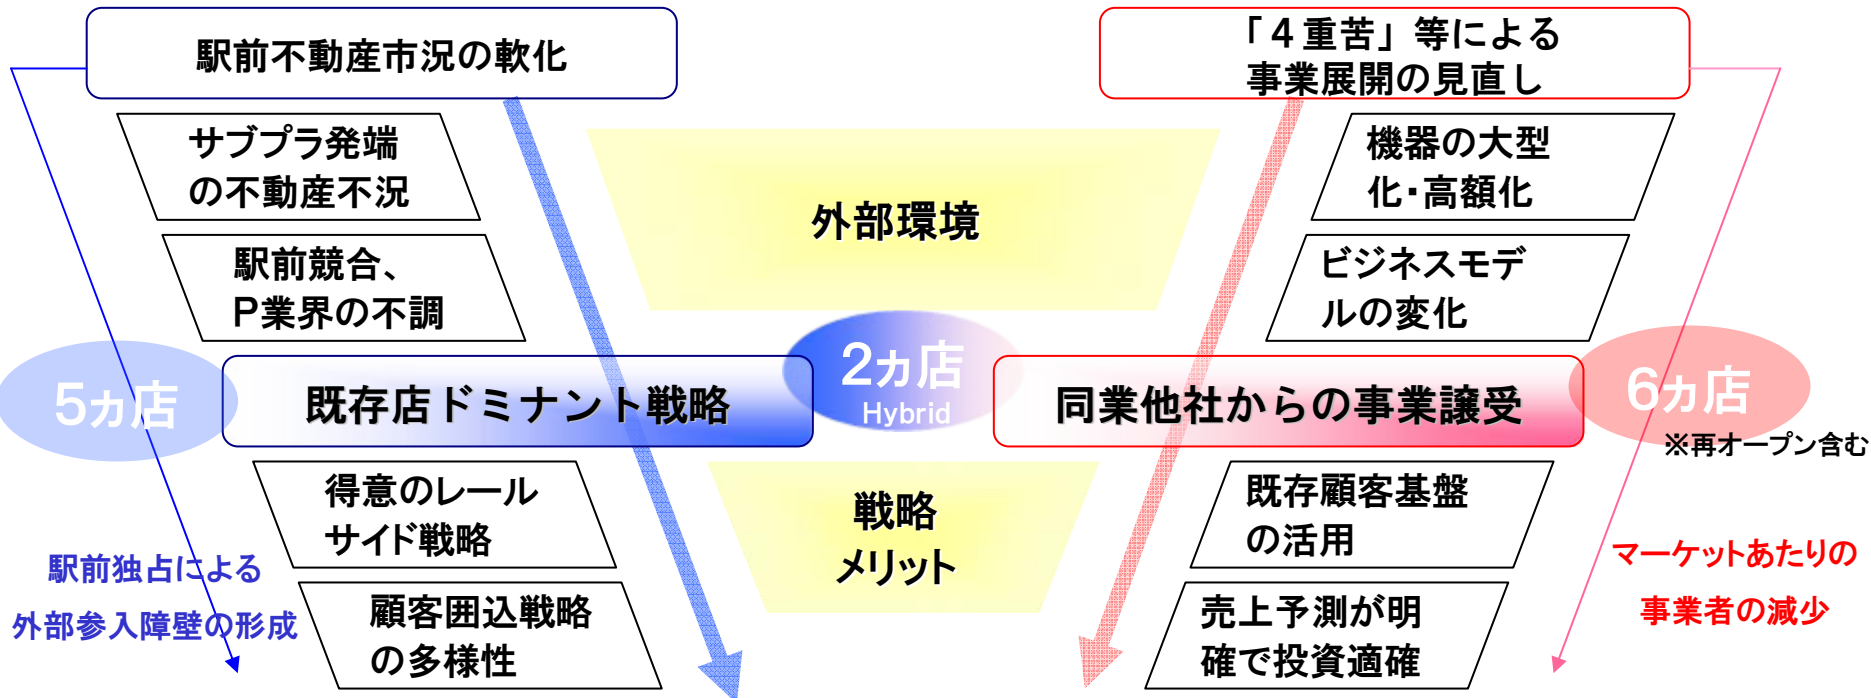 駅前不動産市況の軟化
「４重苦」等による
事業展開の見直し
サブプラ発端
の不動産不況
機器の大型
化・高額化
外部環境
駅前競合、
Ｐ業界の不調
ビジネスモデ
ルの変化
5ヵ店
既存店ドミナント戦略
2ヵ店
Hybrid
同業他社からの事業譲受
6ヵ店
※再オープン含む
得意のレール
サイド戦略
戦略
メリット
既存顧客基盤
の活用
駅前独占による
外部参入障壁の形成
マーケットあたりの
事業者の減少
顧客囲込戦略
の多様性
売上予測が明
確で投資適確